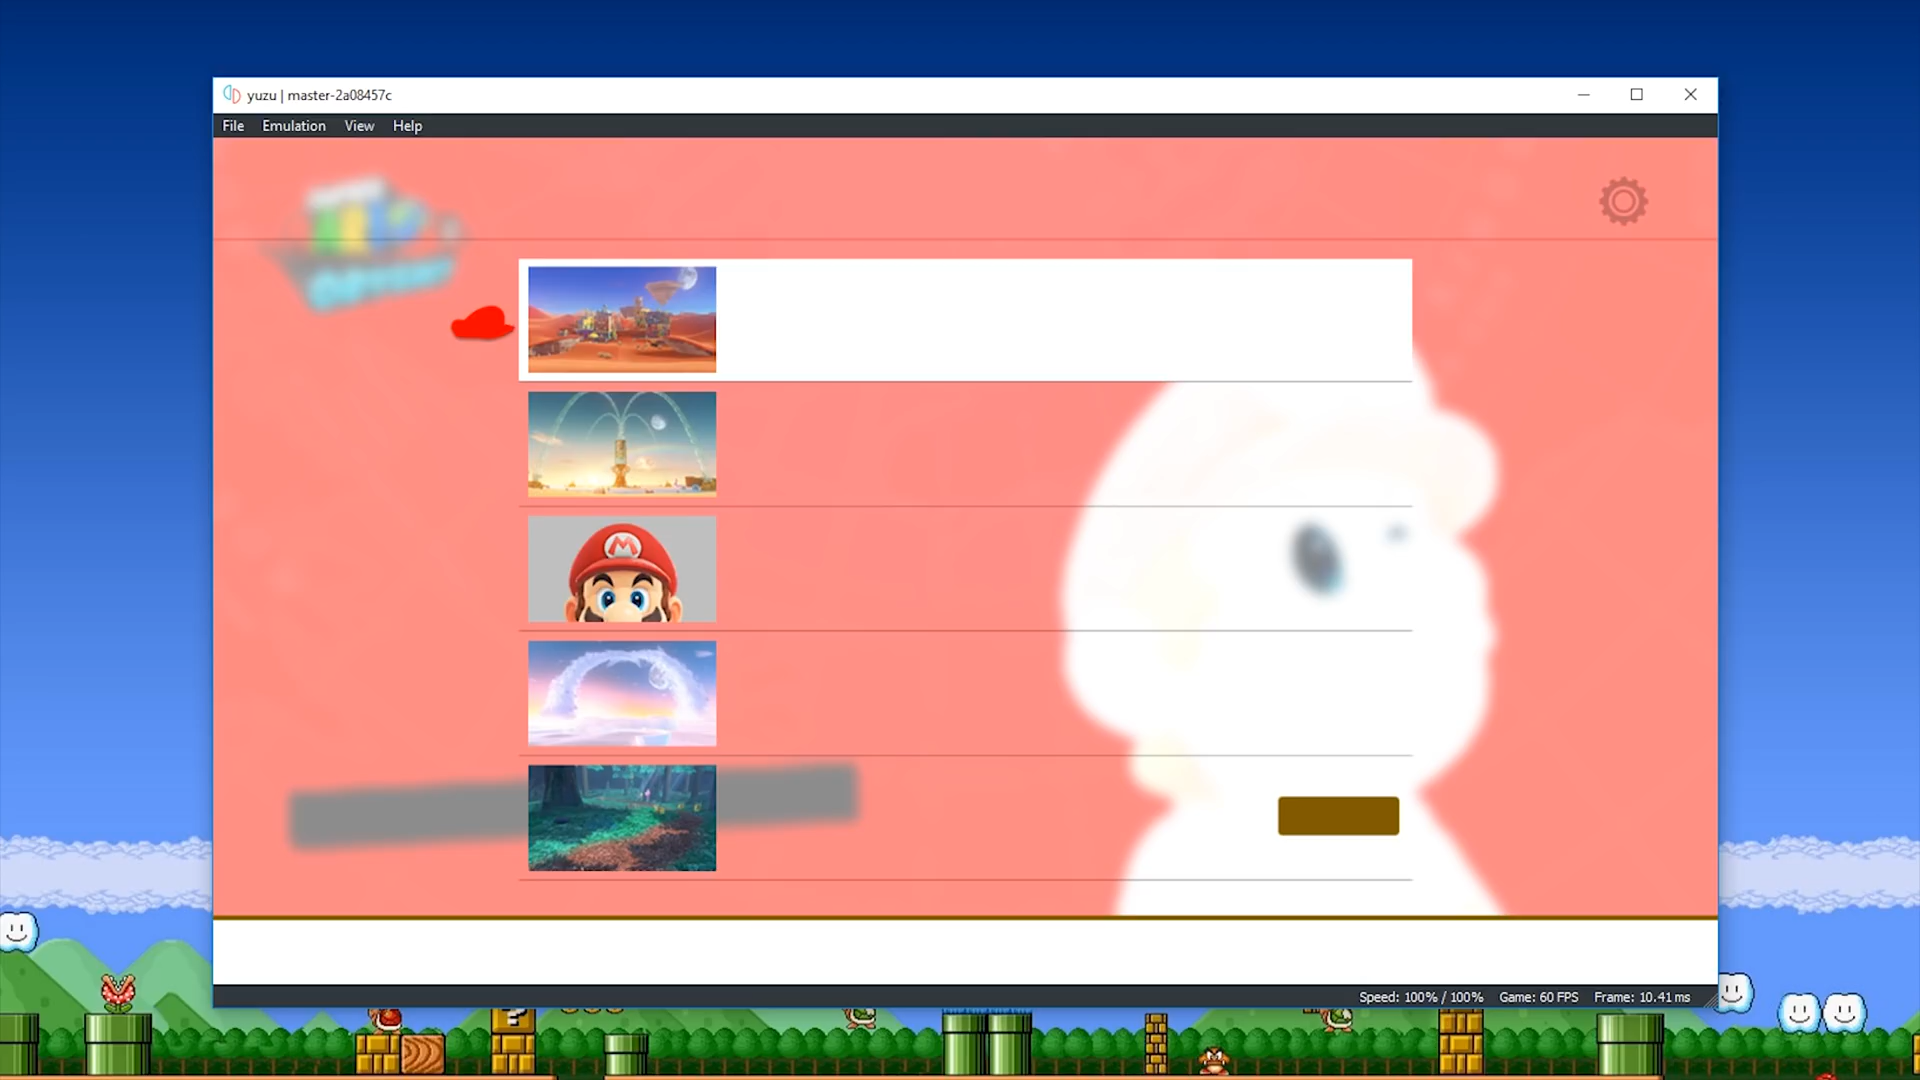 yuzu | master-2a08457c
File Emulation View Help
M
?
Speed: 100% / 100% Game: 60 FPS Frame: 10.41 ms